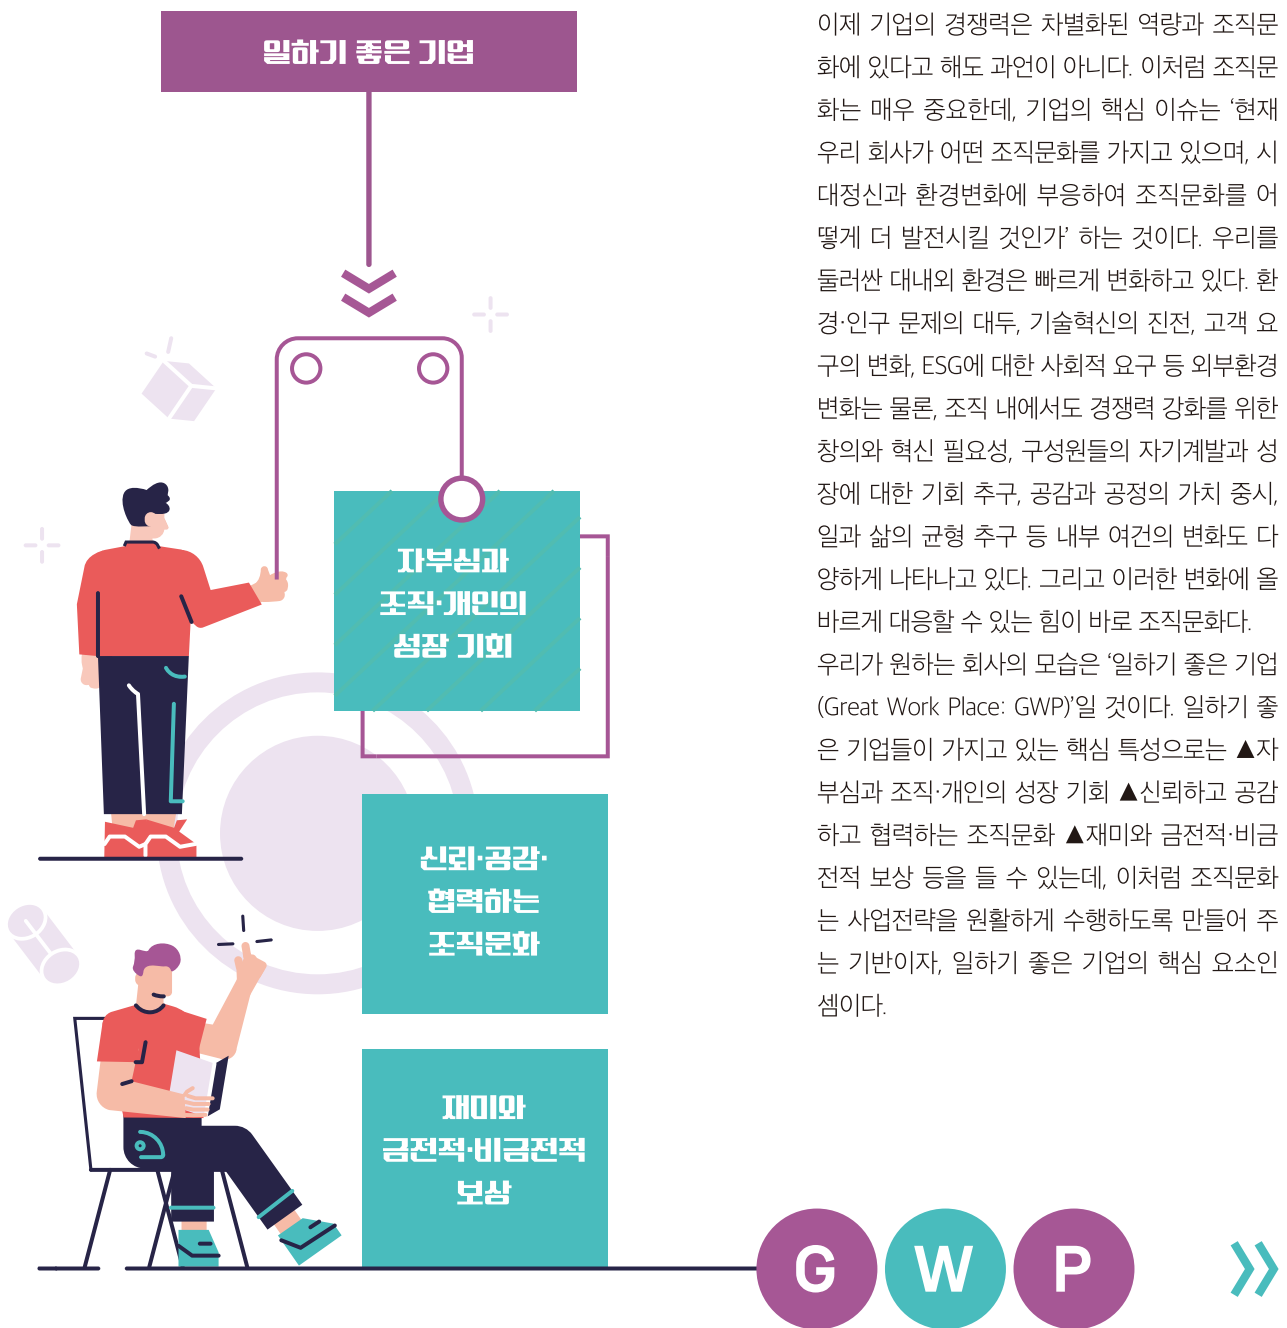 일하기 좋은 기업
자부심과
조직·개인의
성장 기회
신뢰·공감·
협력하는
조직문화
재미와
금전적·비금전적
보상
이제 기업의 경쟁력은 차별화된 역량과 조직문
화에 있다고 해도 과언이 아니다. 이처럼 조직문
화는 매우 중요한데, 기업의 핵심 이슈는 ‘현재
우리 회사가 어떤 조직문화를 가지고 있으며, 시
대정신과 환경변화에 부응하여 조직문화를 어
떻게 더 발전시킬 것인가’ 하는 것이다. 우리를
둘러싼 대내외 환경은 빠르게 변화하고 있다. 환
경·인구 문제의 대두, 기술혁신의 진전, 고객 요
구의 변화, ESG에 대한 사회적 요구 등 외부환경
변화는 물론, 조직 내에서도 경쟁력 강화를 위한
창의와 혁신 필요성, 구성원들의 자기계발과 성
장에 대한 기회 추구, 공감과 공정의 가치 중시,
일과 삶의 균형 추구 등 내부 여건의 변화도 다
양하게 나타나고 있다. 그리고 이러한 변화에 올
바르게 대응할 수 있는 힘이 바로 조직문화다.
우리가 원하는 회사의 모습은 ‘일하기 좋은 기업
(Great Work Place: GWP)’일 것이다. 일하기 좋
은 기업들이 가지고 있는 핵심 특성으로는 ▲자
부심과 조직·개인의 성장 기회 ▲신뢰하고 공감
하고 협력하는 조직문화 ▲재미와 금전적·비금
전적 보상 등을 들 수 있는데, 이처럼 조직문화
는 사업전략을 원활하게 수행하도록 만들어 주
는 기반이자, 일하기 좋은 기업의 핵심 요소인
셈이다.
G W P